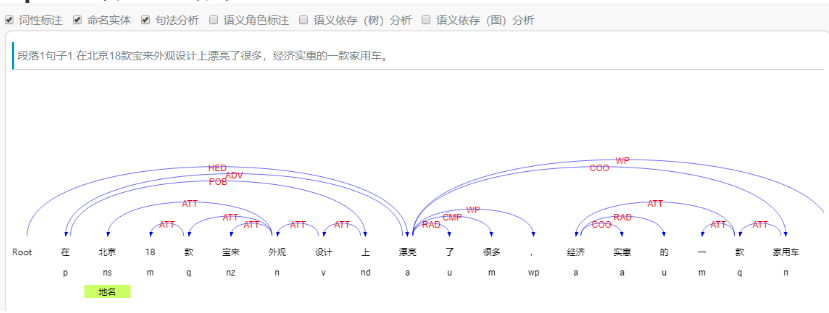 词性标注 命名实体 句法分析 语义角色标注 语义依存（树）分析 语义依存（图）分析
段落1句子1:在北京18款宝来外观设计上漂亮了很多，经济实惠的一款家用车。
HED WP
ADV COO
POB
ATT ATT
ATT WP
ATT ATT ATT ATT RAD CMP COO RAD ATT ATT
Root 在 北京 18 款 宝来 外观 设计 上 漂亮 了 很多 ， 经济 实惠 的 一 款 家用车
p ns m q nz n v nd a u m wp a a u m q n
地名